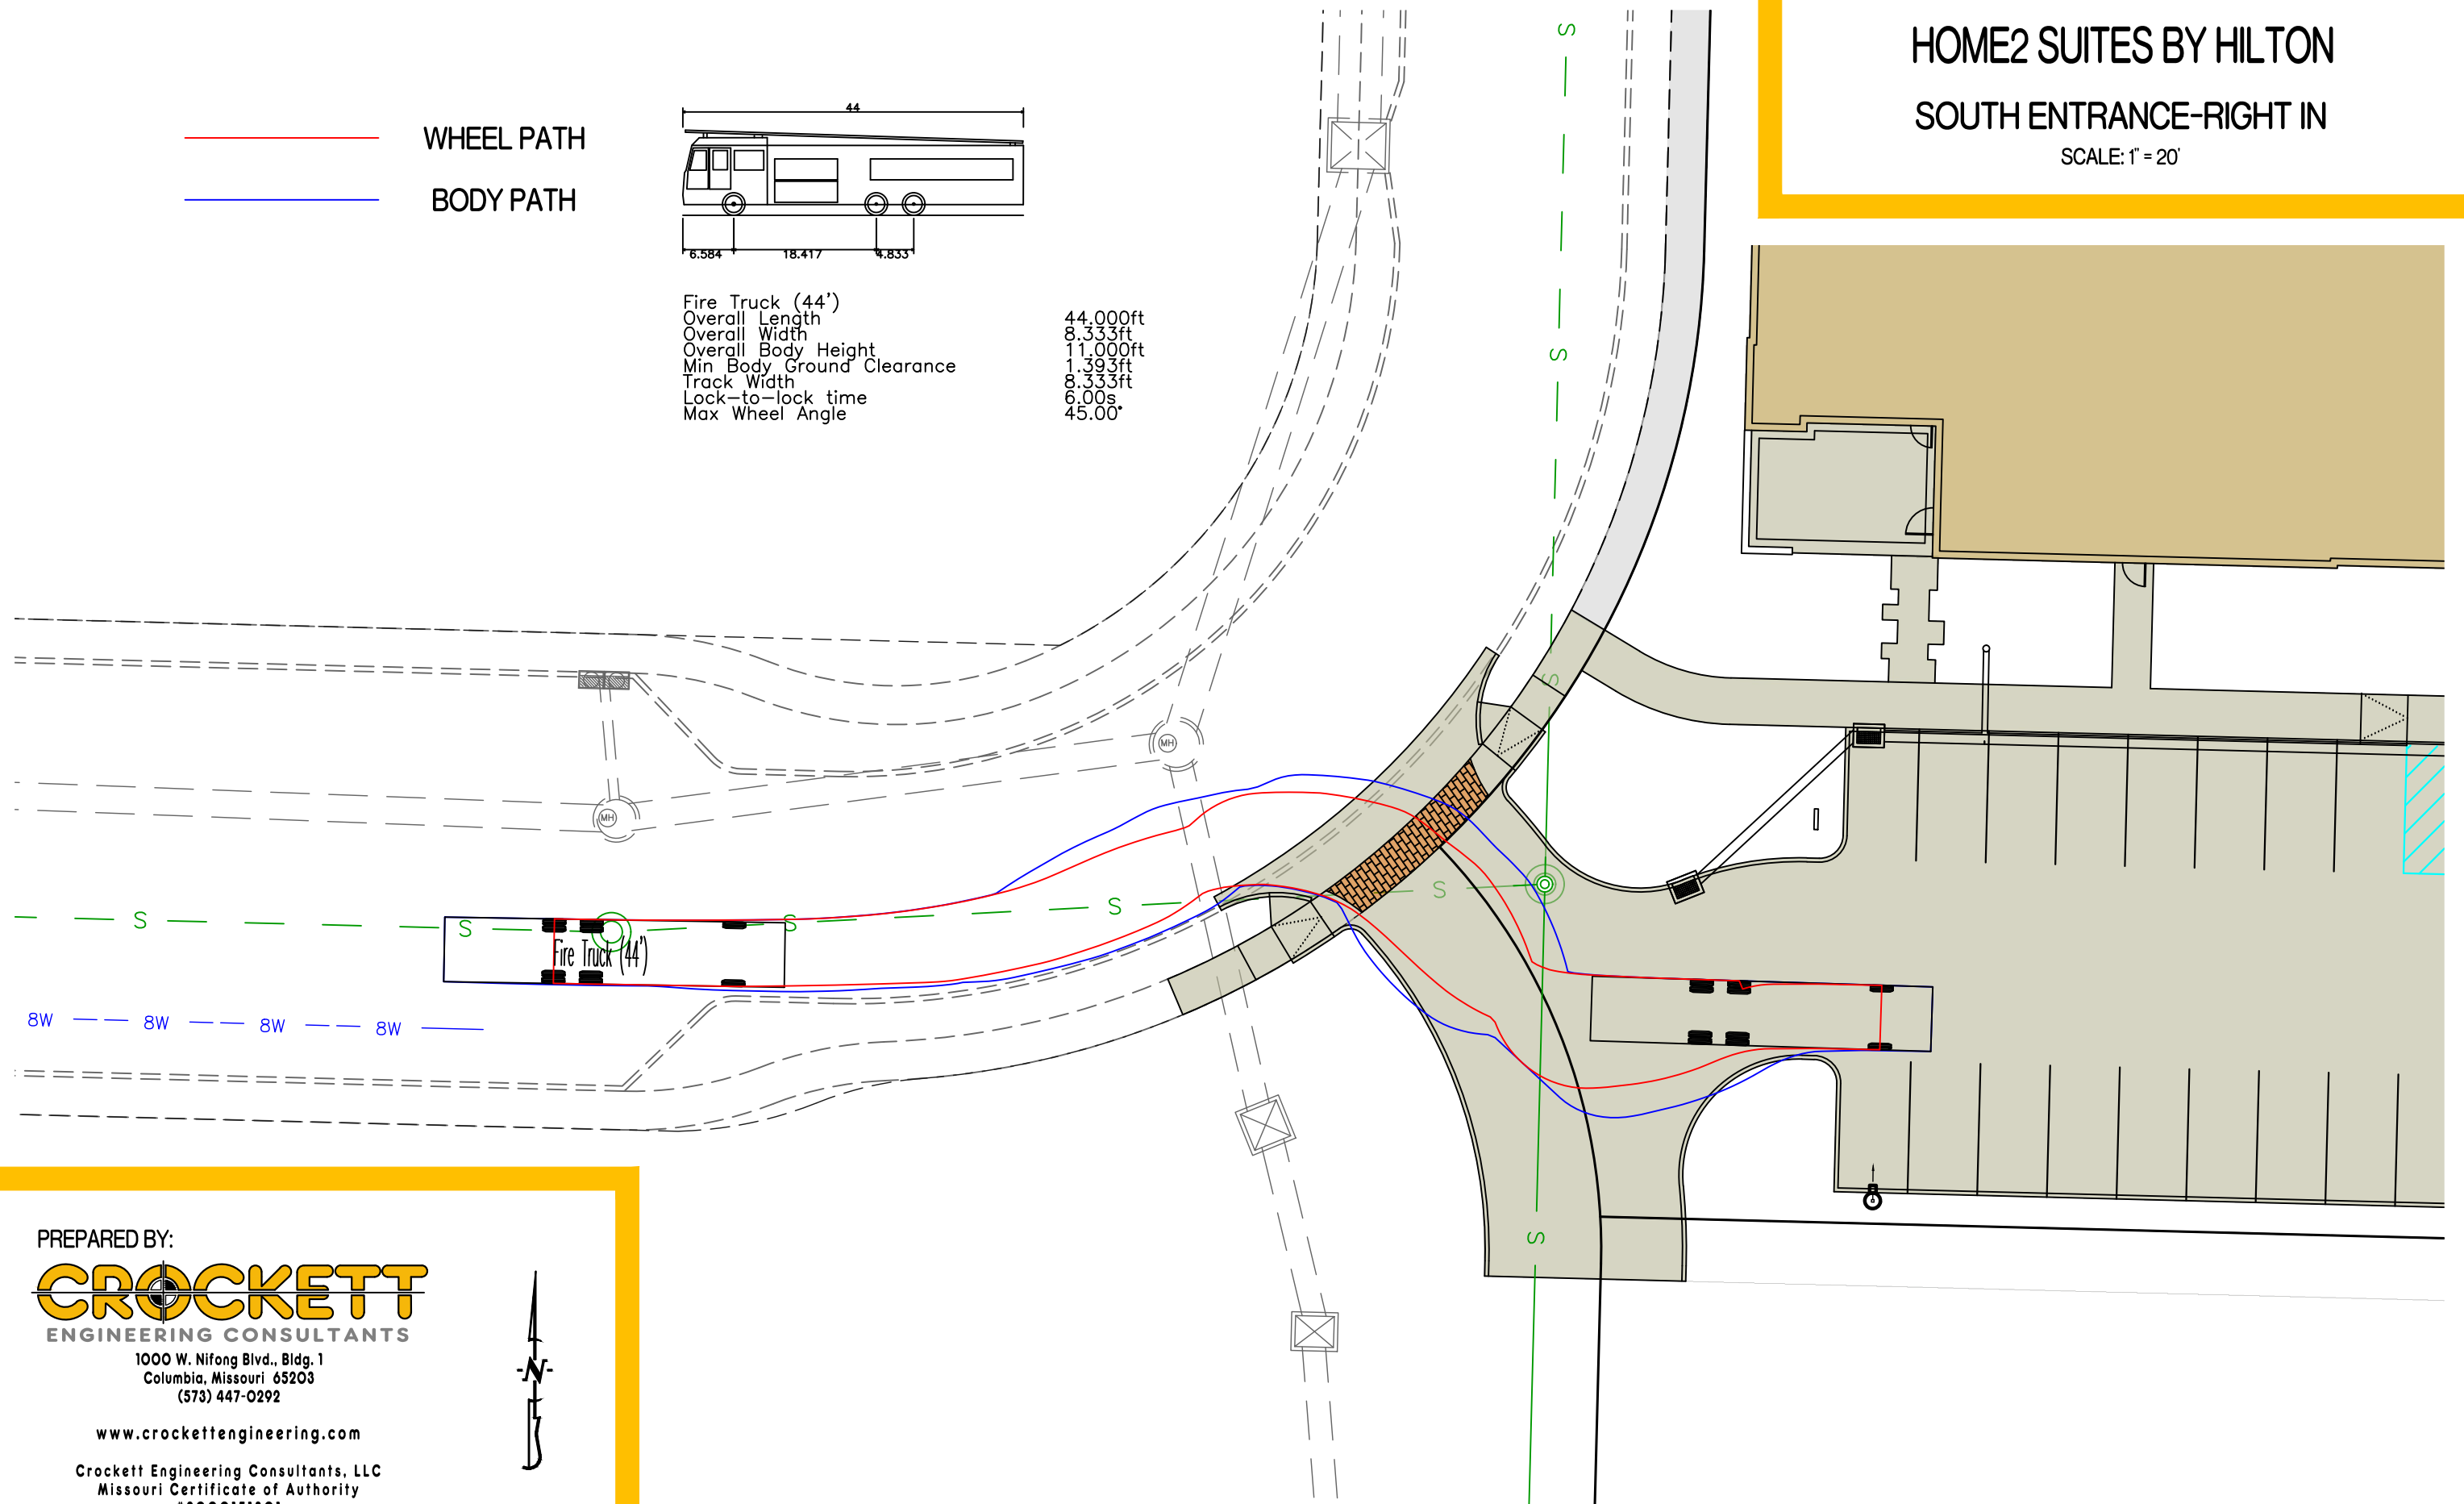 HOME2 SUITES BY HILTON
SOUTH ENTRANCE-RIGHT IN
SCALE: 1" = 20'
WHEEL PATH
BODY PATH
44
6.584 18.417 4.833
Fire Truck (44')
Overall Length 44.000ft
Overall Width 8.333ft
Overall Body Height 11.000ft
Min Body Ground Clearance 1.393ft
Track Width 8.333ft
Lock-to-lock time 6.00s
Max Wheel Angle 45.00°
S
S
S
MH
MH
S
S
S
S
S
Fire Truck (44')
8W 8W 8W 8W
S
PREPARED BY:
CROCKETT
ENGINEERING CONSULTANTS
1000 W. Nifong Blvd., Bldg. 1
Columbia, Missouri 65203
(573) 447-0292
www.crockettengineering.com
Crockett Engineering Consultants, LLC
Missouri Certificate of Authority
N